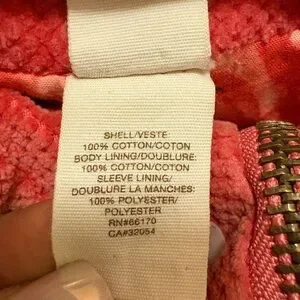 SHELL/VESTE:
100% COTTON/COTON
BODY LINING/DOUBLURE:
100% COTTON/COTON
SLEEVE LINING/
DOUBLURE LA MANCHES:
100% POLYESTER/
POLYESTER
RN#66170
CA#32054